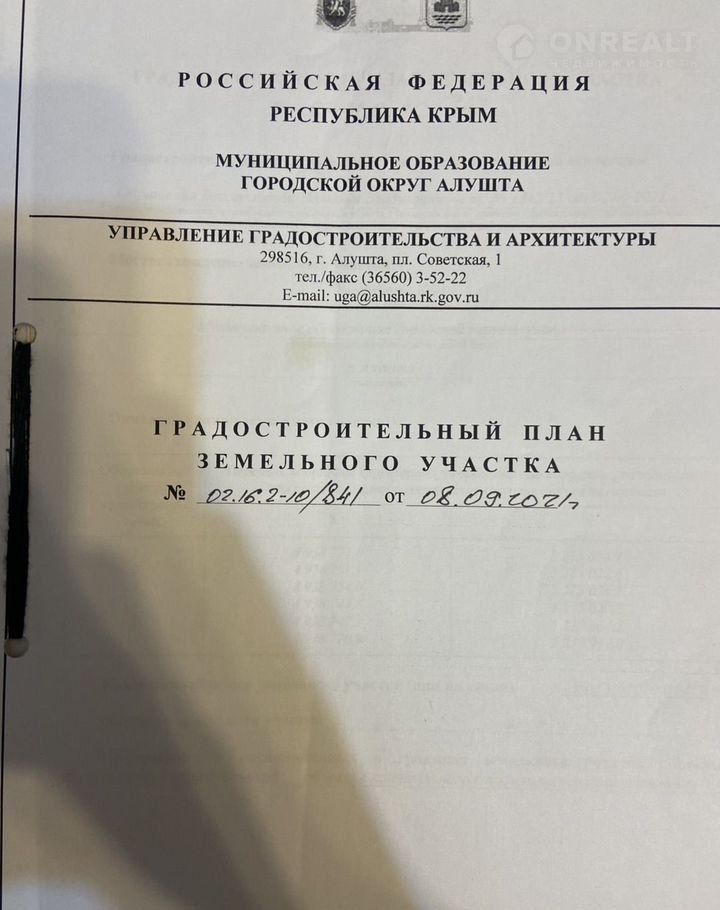 ONREALT
НЕДВИЖИМОСТЬ
РОССИЙСКАЯ ФЕДЕРАЦИЯ
РЕСПУБЛИКА КРЫМ
МУНИЦИПАЛЬНОЕ ОБРАЗОВАНИЕ
ГОРОДСКОЙ ОКРУГ АЛУШТА
УПРАВЛЕНИЕ ГРАДОСТРОИТЕЛЬСТВА И АРХИТЕКТУРЫ
298516, г. Алушта, пл. Советская, 1
тел./факс (36560) 3-52-22
E-mail: uga@alushta.rk.gov.ru
ГРАДОСТРОИТЕЛЬНЫЙ ПЛАН
ЗЕМЕЛЬНОГО УЧАСТКА
№ 02.16.2-10/841 от 08.09.2021г